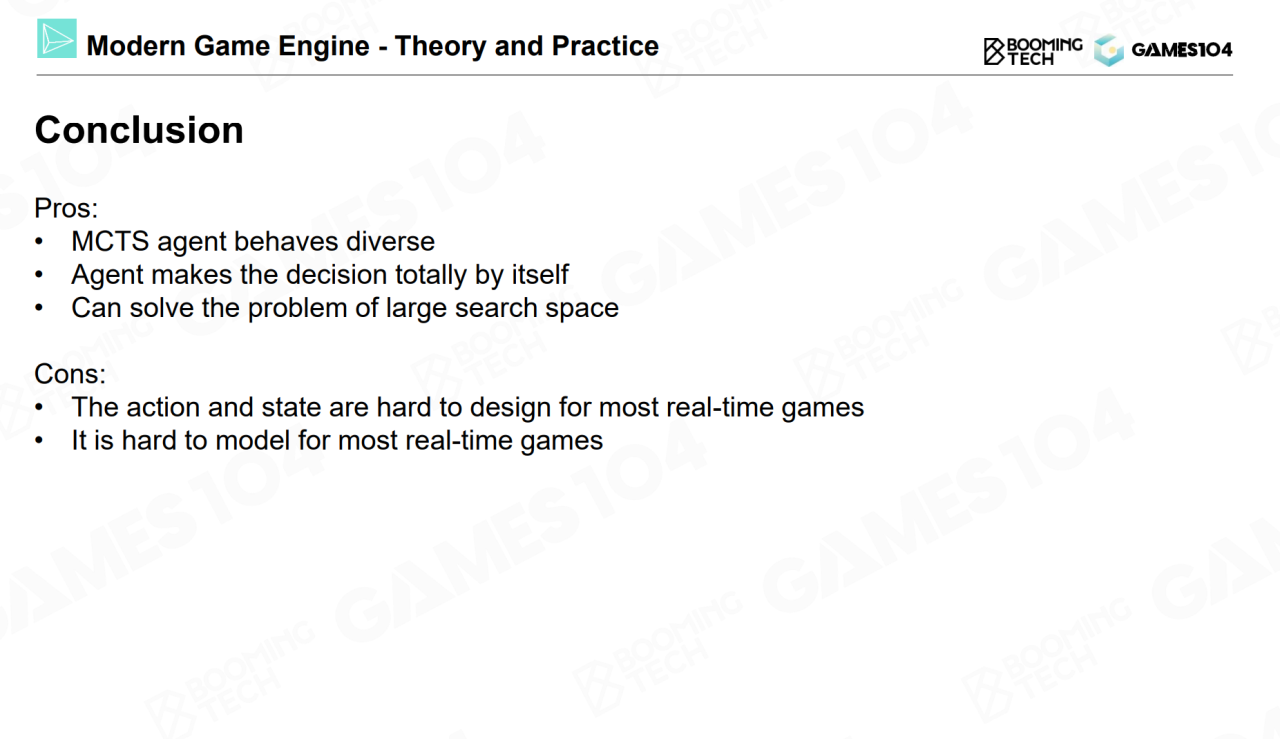 Modern Game Engine - Theory and Practice
BOOMING
TECH
GAMES104
Conclusion
Pros:
• MCTS agent behaves diverse
• Agent makes the decision totally by itself
• Can solve the problem of large search space
Cons:
• The action and state are hard to design for most real-time games
• It is hard to model for most real-time games